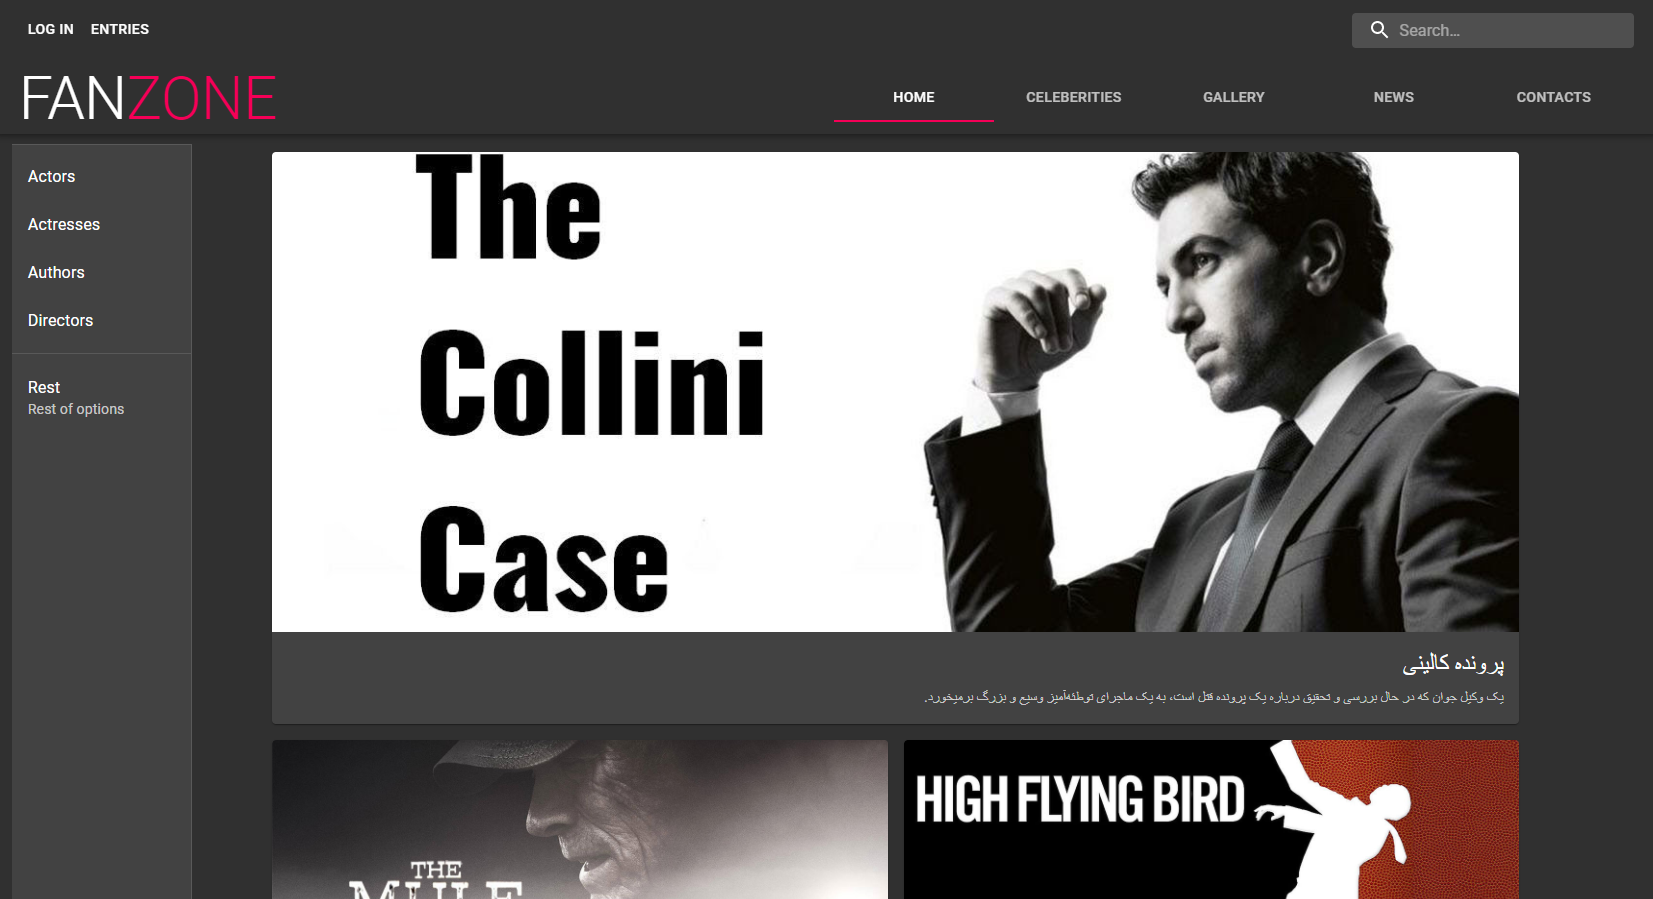 LOG IN ENTRIES
Search...
FANZONE
HOME CELEBERITIES GALLERY NEWS CONTACTS
Actors
Actresses
Authors
Directors
Rest
Rest of options
The
Collini
Case
پرونده کالینی
یک وکیل جوان که در حال بررسی و تحقیق درباره یک پرونده قتل است، به یک ماجرای توطئه‌آمیز وسیع و بزرگ برمیخورد.
THE
MULE
HIGH FLYING BIRD